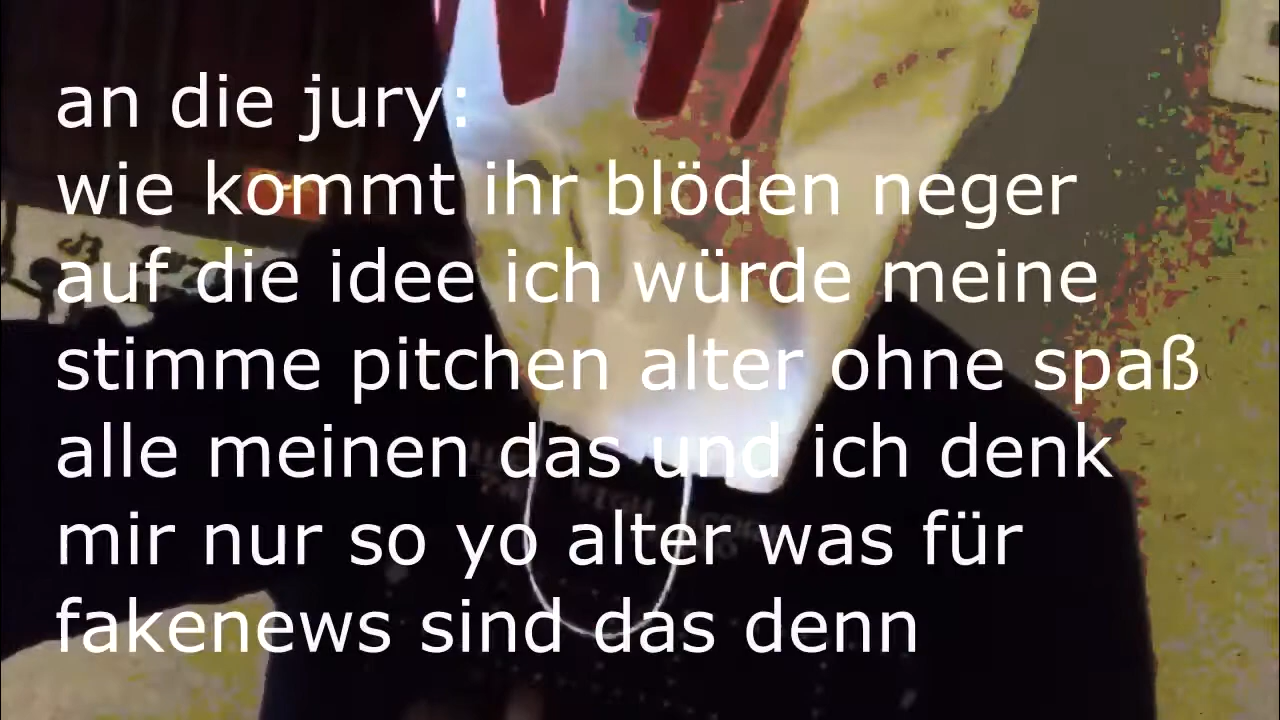 an die jury:
wie kommt ihr blöden neger
auf die idee ich würde meine
stimme pitchen alter ohne spaß
alle meinen das und ich denk
mir nur so yo alter was für
fakenews sind das denn